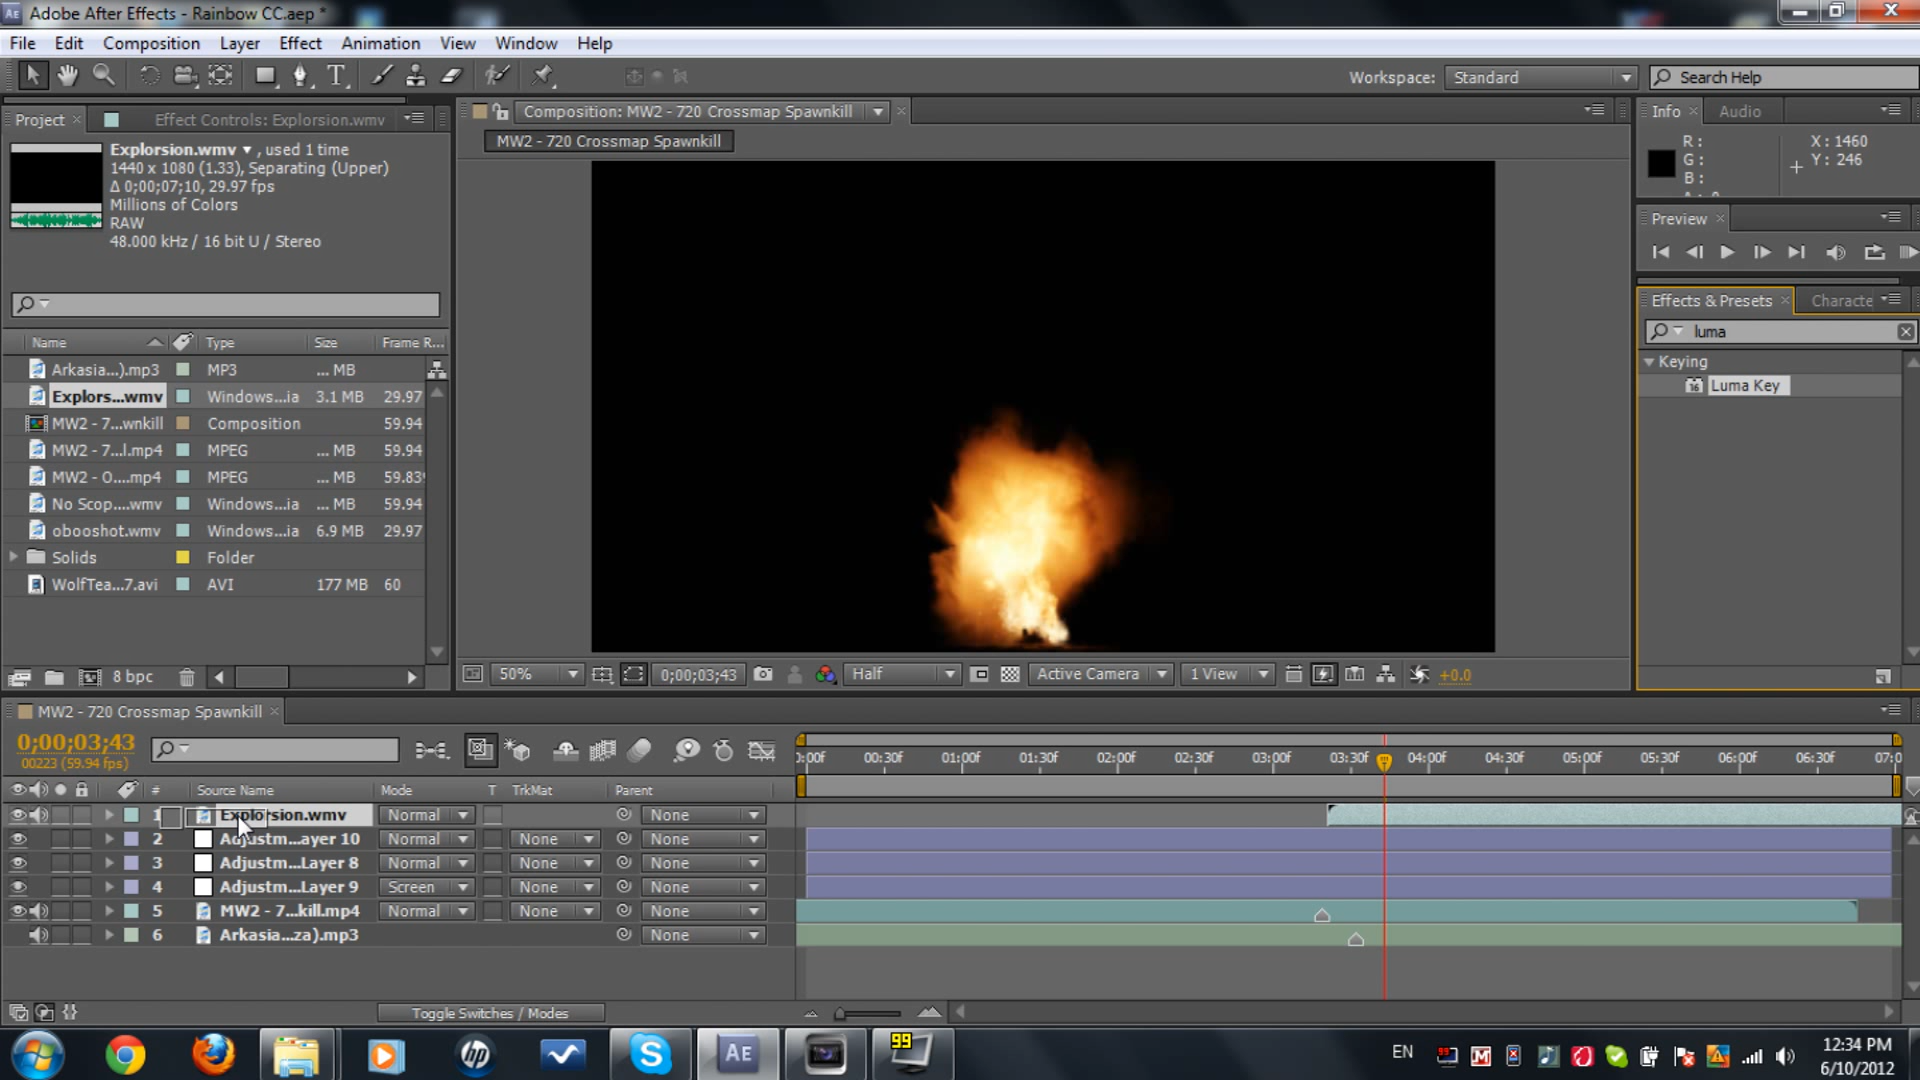 Adobe After Effects - Rainbow CC.aep *
File Edit Composition Layer Effect Animation View Window Help
Workspace: Standard Search Help
Project Effect Controls: Explorsion.wmv
Explorsion.wmv ▾ , used 1 time
1440 x 1080 (1.33), Separating (Upper)
Δ 0;00;07;10, 29.97 fps
Millions of Colors
RAW
48.000 kHz / 16 bit U / Stereo
Name Type Size Frame R...
Arkasia...).mp3 MP3 ... MB
Explors...wmv Windows...ia 3.1 MB 29.97
MW2 - 7...wnkill Composition 59.94
MW2 - 7...l.mp4 MPEG ... MB 59.94
MW2 - O....mp4 MPEG ... MB 59.83
No Scop....wmv Windows...ia ... MB 59.94
obooshot.wmv Windows...ia 6.9 MB 29.97
Solids Folder
WolfTea...7.avi AVI 177 MB 60
8 bpc
Composition: MW2 - 720 Crossmap Spawnkill
MW2 - 720 Crossmap Spawnkill
50% 0;00;03;43 Half Active Camera 1 View +0.0
Info Audio
R: X : 1460
G: Y : 246
B:
Preview
Effects & Presets Characte
luma
Keying
Luma Key
MW2 - 720 Crossmap Spawnkill
0;00;03;43
00223 (59.94 fps)
):00f 00:30f 01:00f 01:30f 02:00f 02:30f 03:00f 03:30f 04:00f 04:30f 05:00f 05:30f 06:00f 06:30f 07:0
# Source Name Mode T TrkMat Parent
1 Explorsion.wmv Normal None
2 Adjustm...ayer 10 Normal None None
3 Adjustm...Layer 8 Normal None None
4 Adjustm...Layer 9 Screen None None
5 MW2 - 7...kill.mp4 Normal None None
6 Arkasia...za).mp3 None
Toggle Switches / Modes
AE
99
EN
12:34 PM
6/10/2012